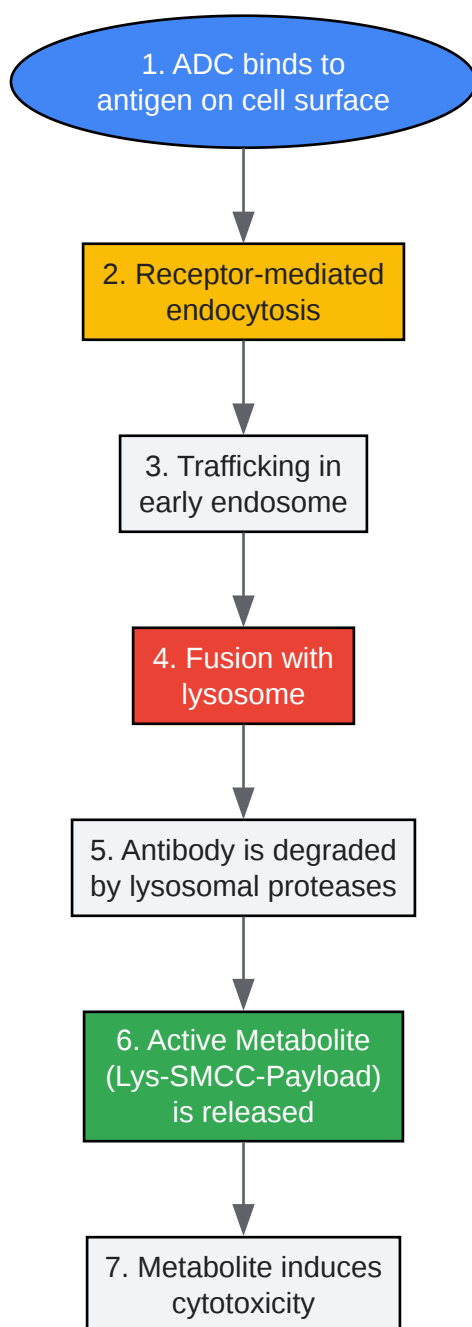 1. ADC binds to
antigen on cell surface
2. Receptor-mediated
endocytosis
3. Trafficking in
early endosome
4. Fusion with
lysosome
5. Antibody is degraded
by lysosomal proteases
6. Active Metabolite
(Lys-SMCC-Payload)
is released
7. Metabolite induces
cytotoxicity